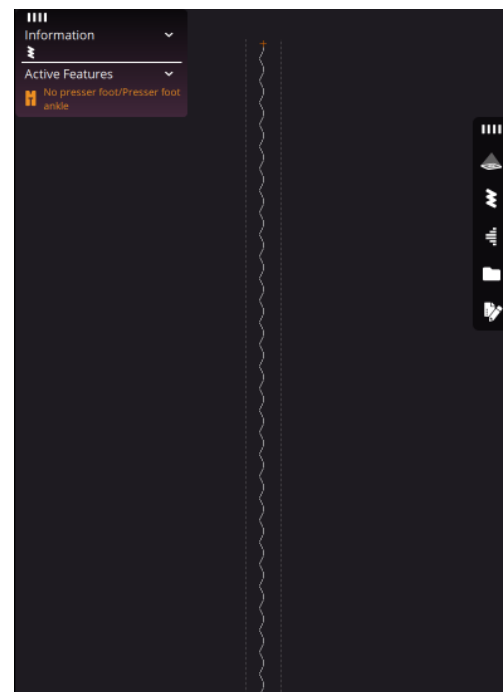 Information
Active Features
No presser foot/Presser foot
ankle